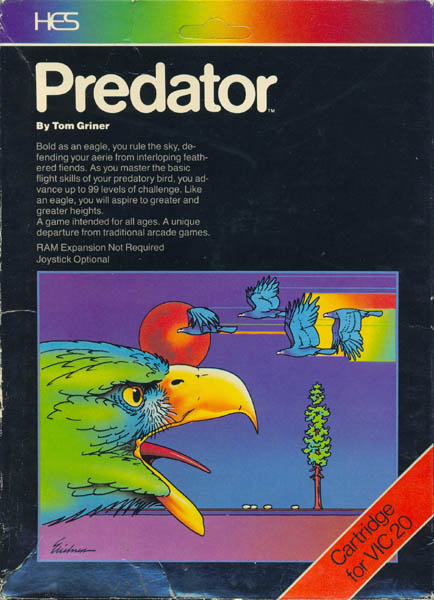 HES
Predator™
By Tom Griner
Bold as an eagle, you rule the sky, de-
fending your aerie from interloping feath-
ered fiends. As you master the basic
flight skills of your predatory bird, you ad-
vance up to 99 levels of challenge. Like
an eagle, you will aspire to greater and
greater heights.
A game intended for all ages. A unique
departure from traditional arcade games.
RAM Expansion Not Required
Joystick Optional
Cartridge
for VIC 20